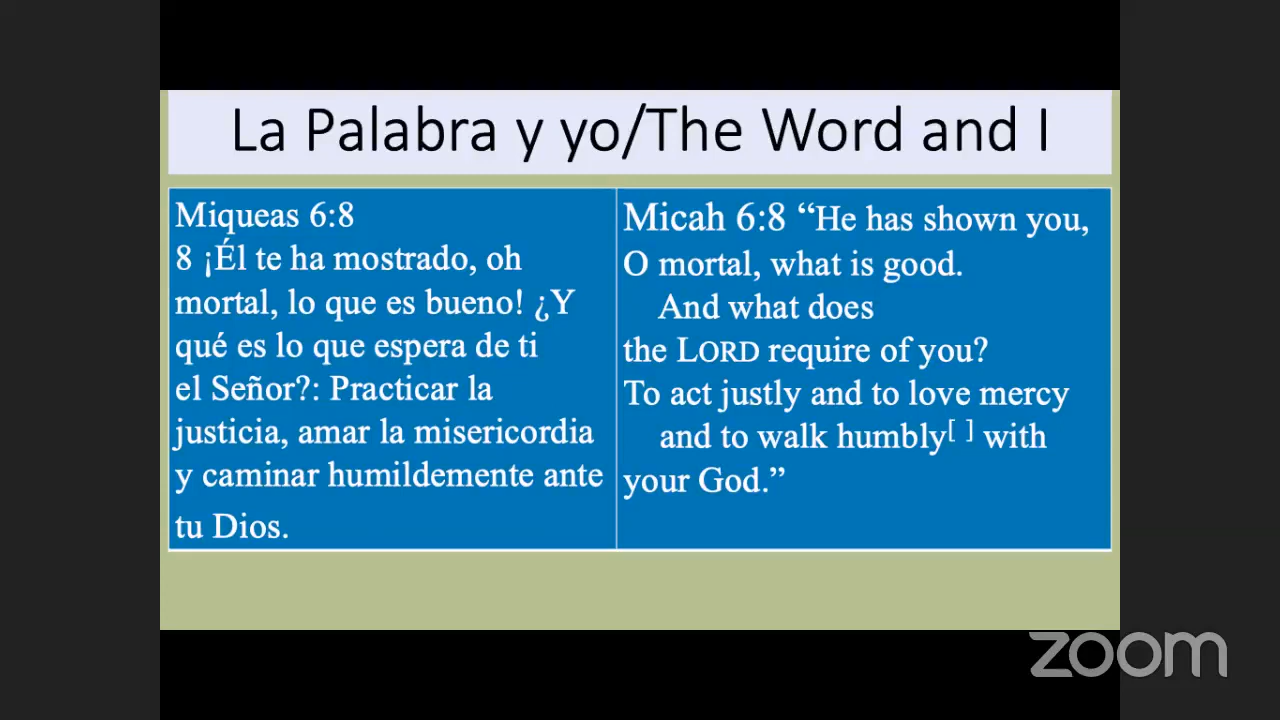 La Palabra y yo/The Word and I
Miqueas 6:8
8 ¡Él te ha mostrado, oh
mortal, lo que es bueno! ¿Y
qué es lo que espera de ti
el Señor?: Practicar la
justicia, amar la misericordia
y caminar humildemente ante
tu Dios.
Micah 6:8 “He has shown you,
O mortal, what is good.
And what does
the LORD require of you?
To act justly and to love mercy
and to walk humbly[ ] with
your God.”
zoom